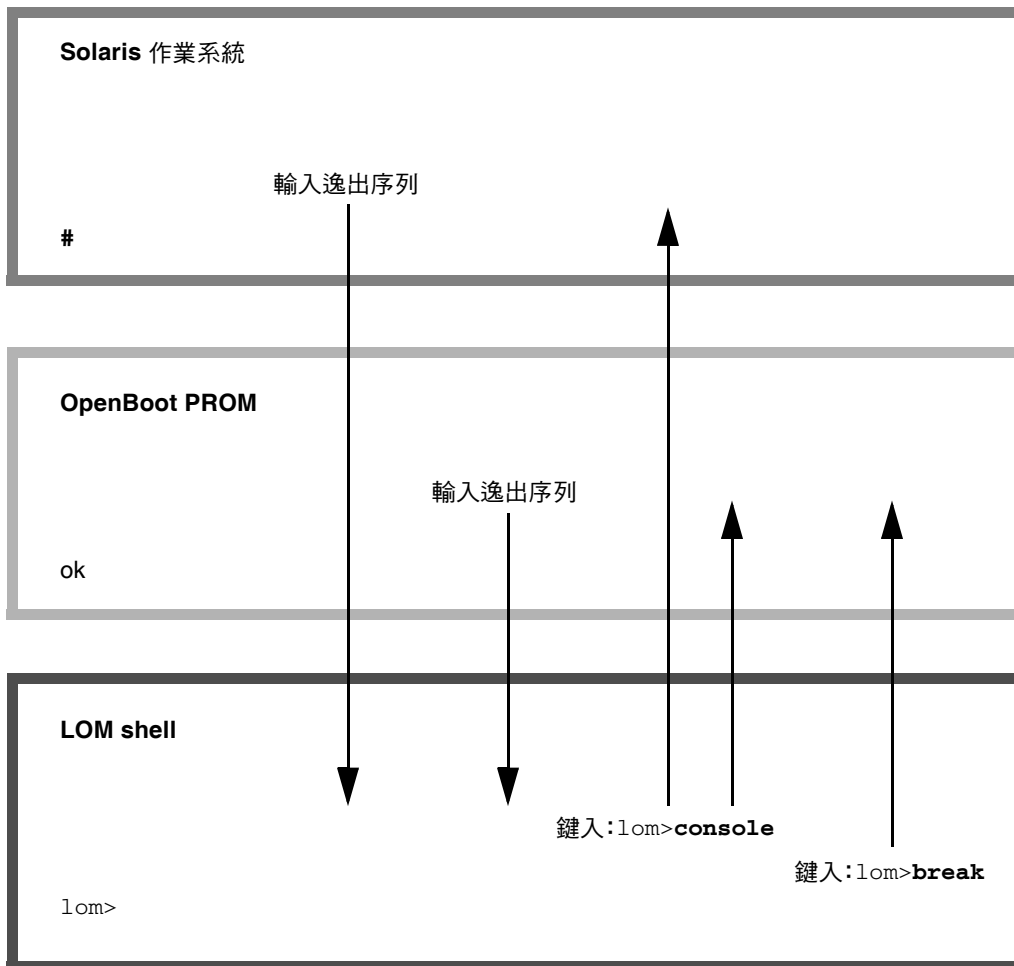 Solaris 作業系統
輸入逸出序列
#
OpenBoot PROM
輸入逸出序列
ok
LOM shell
鍵入:lom>console
鍵入:lom>break
lom>